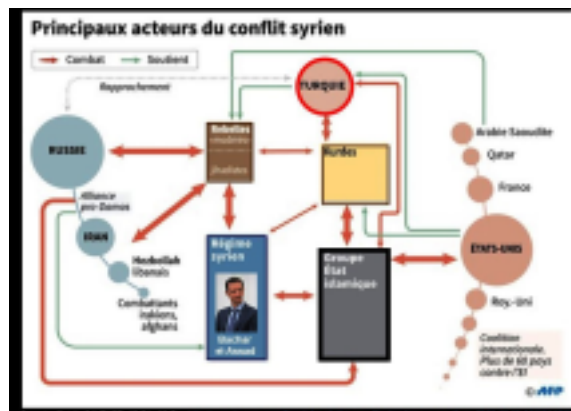 Principaux acteurs du conflit syrien
Combat
Soutient
Rapprochement
TURQUIE
RUSSIE
Rebelles
jihadistes
Kurdes
Arabie Saoudite
Qatar
France
ÉTATS-UNIS
Roy.-Uni
Alliance
pro-Damas
IRAN
Hezbollah
libanais
Combattants
irakiens,
afghans
Régime
syrien
Bachar
el-Assad
Groupe
État
islamique
Coalition
internationale.
Plus de 60 pays
contre l'EI
© AFP